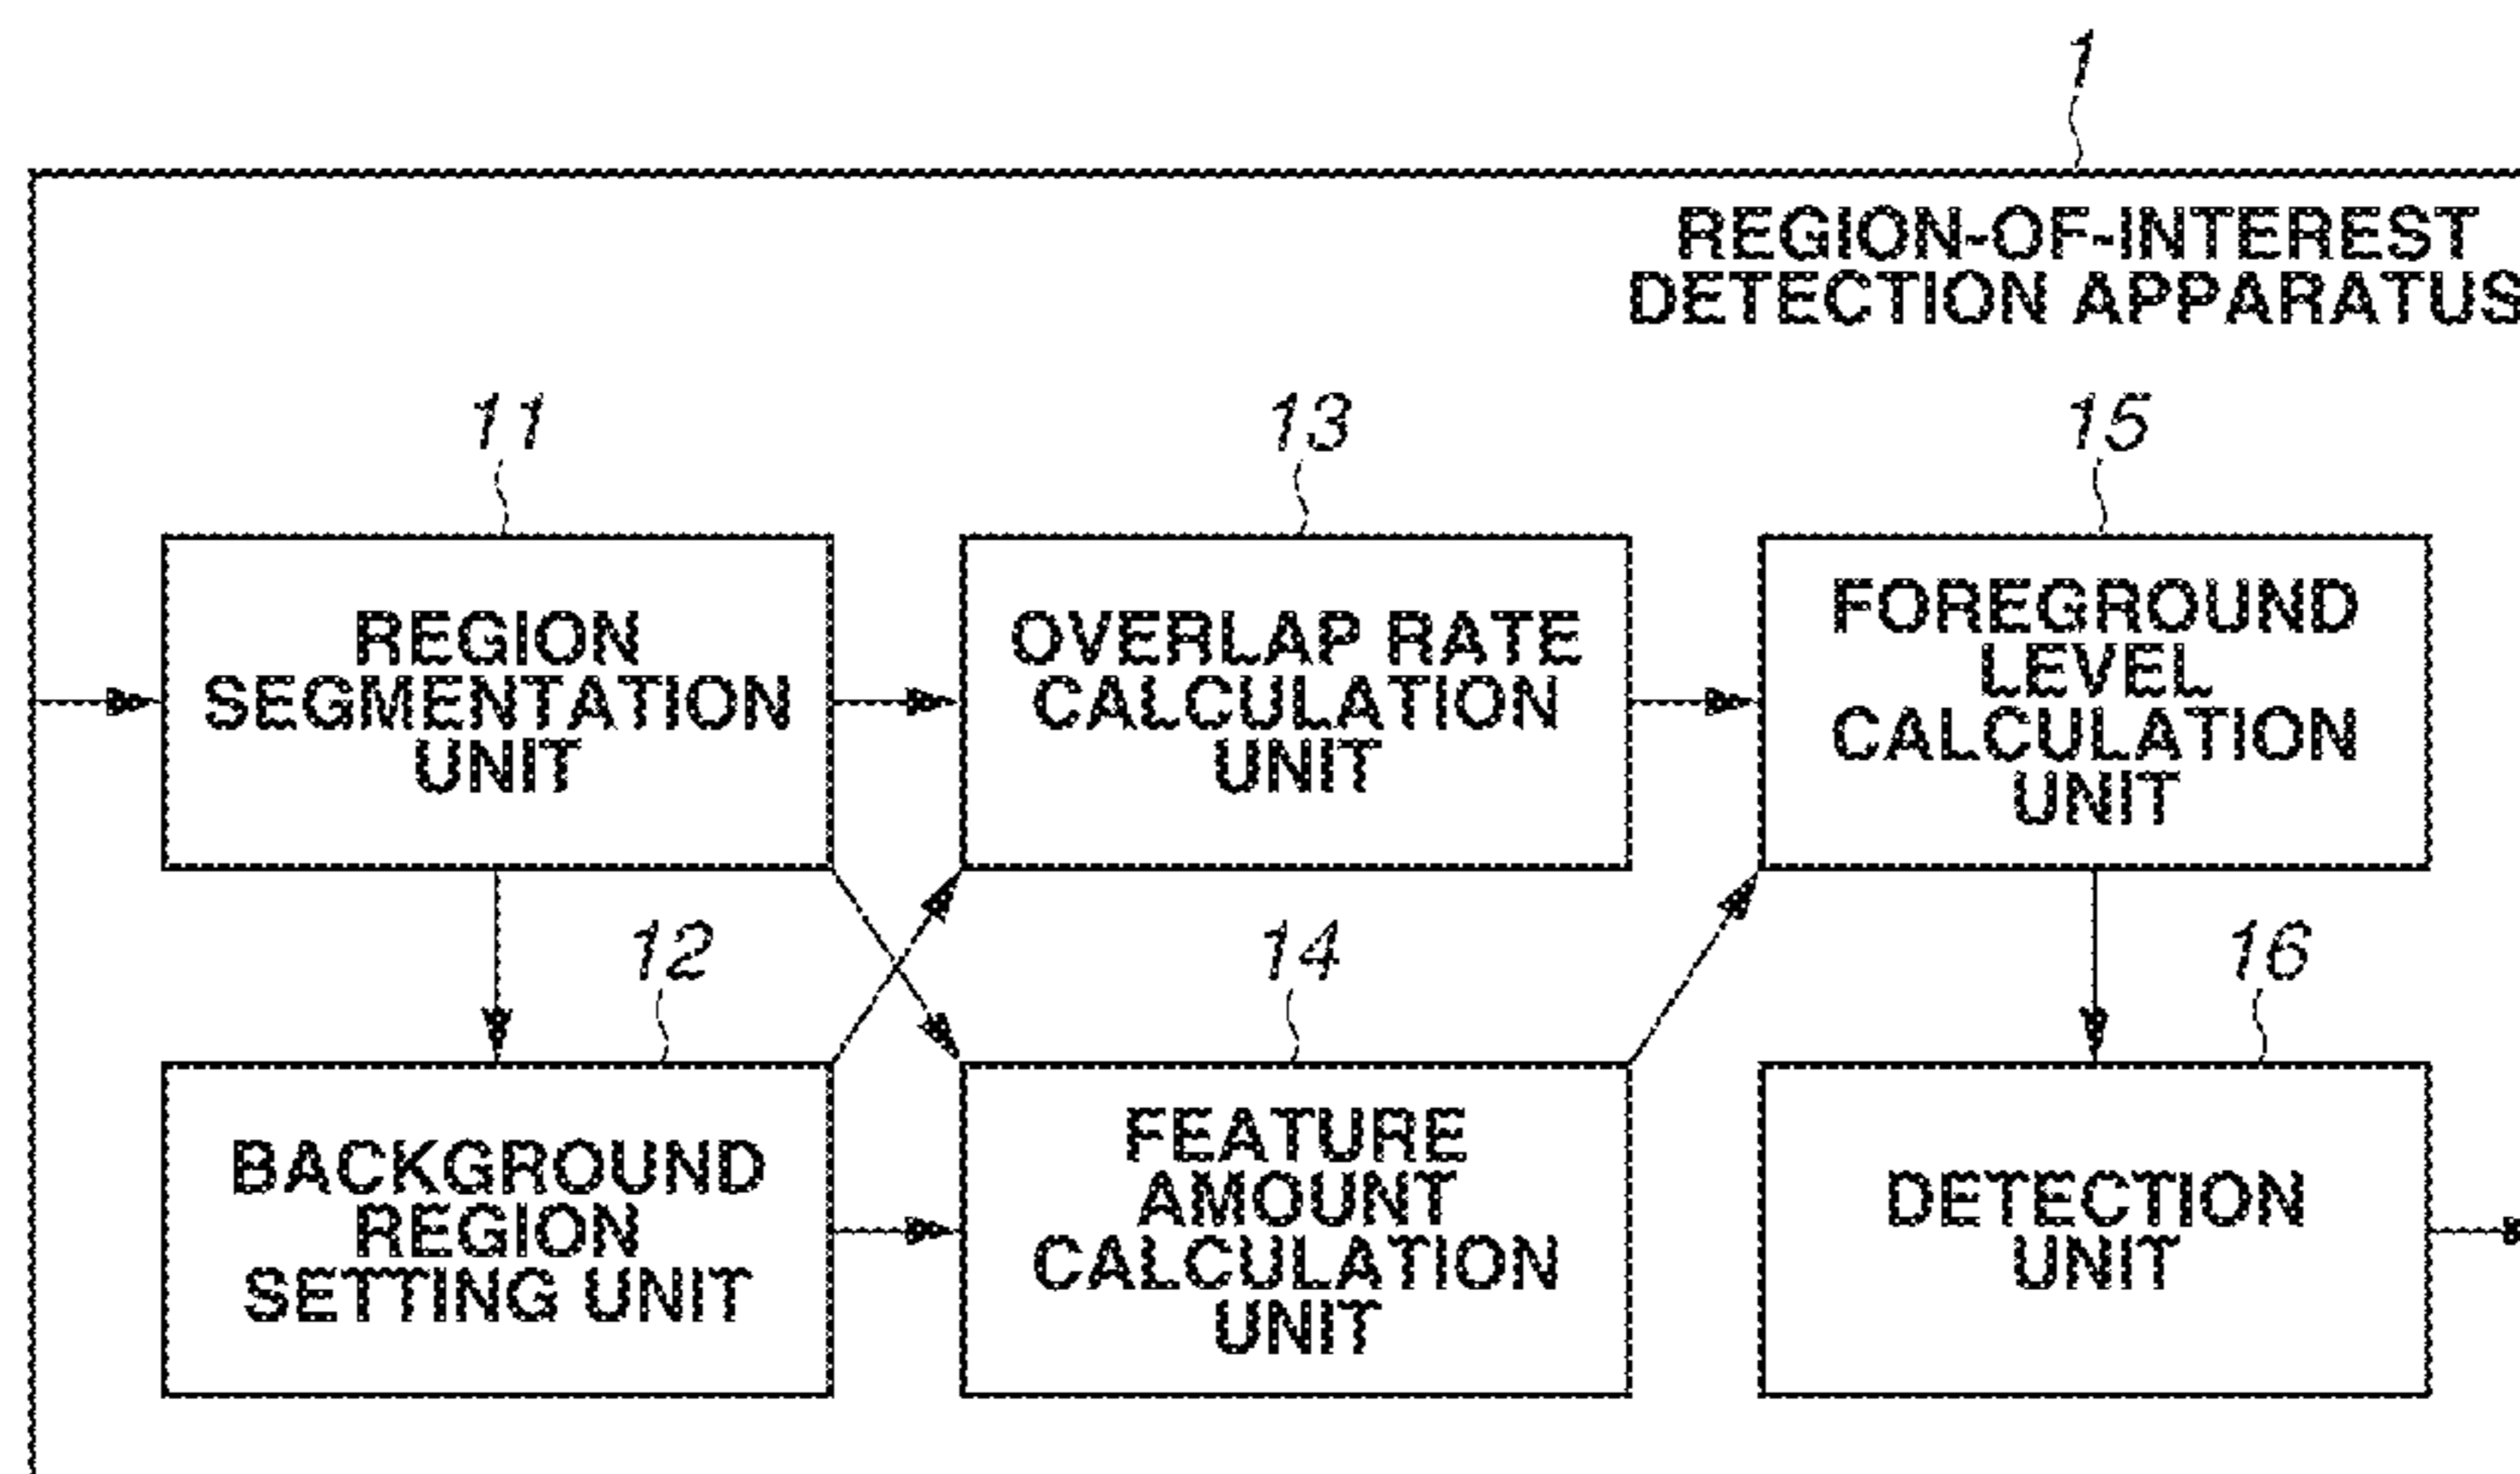 1
REGION-OF-INTEREST
DETECTION APPARATUS
11
13
15
REGION
SEGMENTATION
UNIT
OVERLAP RATE
CALCULATION
UNIT
FOREGROUND
LEVEL
CALCULATION
UNIT
12
14
16
BACKGROUND
REGION
SETTING UNIT
FEATURE
AMOUNT
CALCULATION
UNIT
DETECTION
UNIT